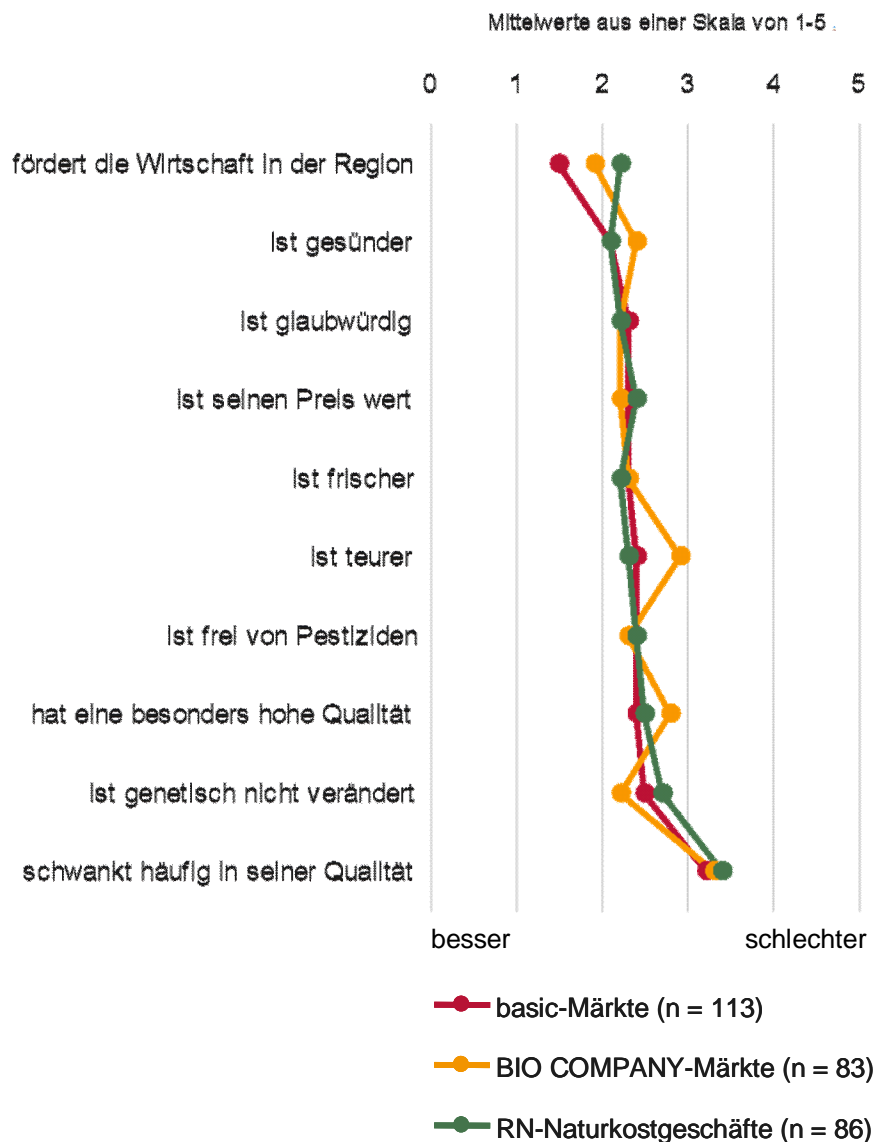 Mittelwerte aus einer Skala von 1-5
0 1 2 3 4 5
fördert die Wirtschaft in der Region
ist gesünder
ist glaubwürdig
ist seinen Preis wert
ist frischer
ist teurer
ist frei von Pestiziden
hat eine besonders hohe Qualität
ist genetisch nicht verändert
schwankt häufig in seiner Qualität
besser schlechter
basic-Märkte (n = 113)
BIO COMPANY-Märkte (n = 83)
RN-Naturkostgeschäfte (n = 86)